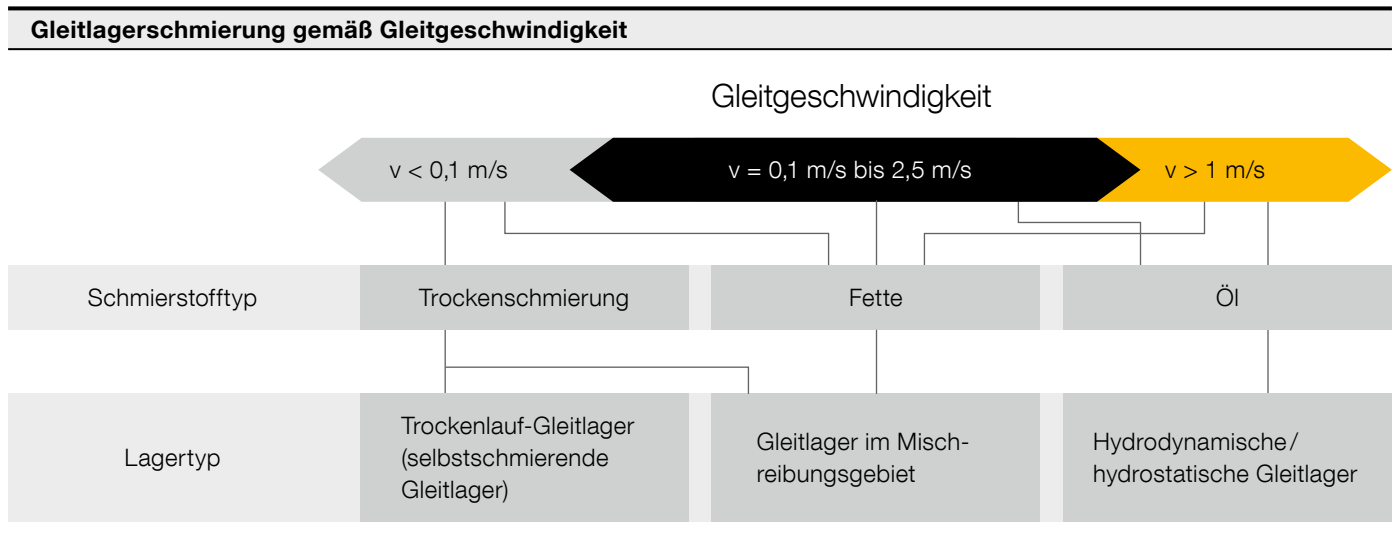 Gleitlagerschmierung gemäß Gleitgeschwindigkeit
Gleitgeschwindigkeit
v < 0,1 m/s
v = 0,1 m/s bis 2,5 m/s
v > 1 m/s
Schmierstofftyp
Trockenschmierung
Fette
Öl
Lagertyp
Trockenlauf-Gleitlager
(selbstschmierende
Gleitlager)
Gleitlager im Misch-
reibungsgebiet
Hydrodynamische/
hydrostatische Gleitlager